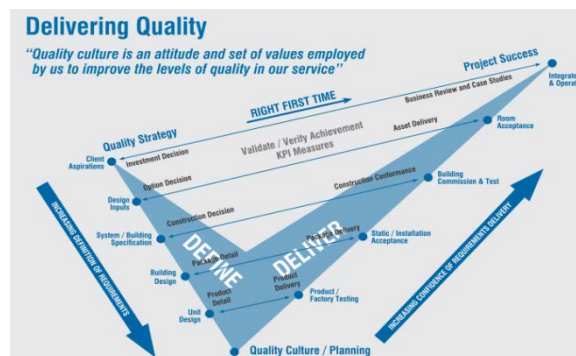 Delivering Quality
"Quality culture is an attitude and set of values employed
by us to improve the levels of quality in our service"
Project Success
Integrate
& Operat
RIGHT FIRST TIME
Business Review and Case Studies
Quality Strategy
Validate / Verify Achievement
KPI Measures
Asset Delivery
Room
Acceptance
Client
Aspirations
Investment Decision
Option Decision
Construction Conformance
Building
Commission & Test
Design
Inputs
Construction Decision
System / Building
Specification
DEFINE
DELIVER
Package Detail
Package Delivery
Static / Installation
Acceptance
Building
Design
Product
Detail
Product
Delivery
Product /
Factory Testing
Unit
Design
Quality Culture / Planning
INCREASING DEFINITION OF REQUIREMENTS
INCREASING CONFIDENCE OF REQUIREMENTS DELIVERY